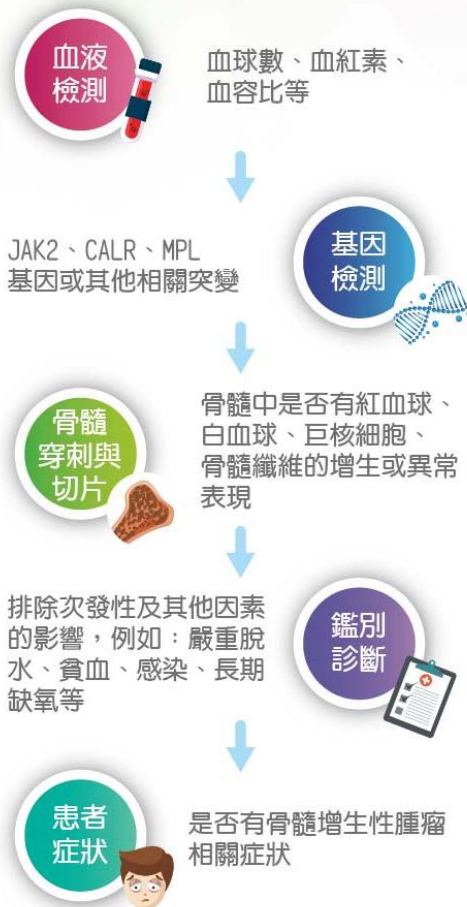 血液
檢測
血球數、血紅素、
血容比等
JAK2、CALR、MPL
基因或其他相關突變
基因
檢測
骨髓
穿刺與
切片
骨髓中是否有紅血球、
白血球、巨核細胞、
骨髓纖維的增生或異常
表現
排除次發性及其他因素
的影響，例如：嚴重脫
水、貧血、感染、長期
缺氧等
鑑別
診斷
患者
症狀
是否有骨髓增生性腫瘤
相關症狀